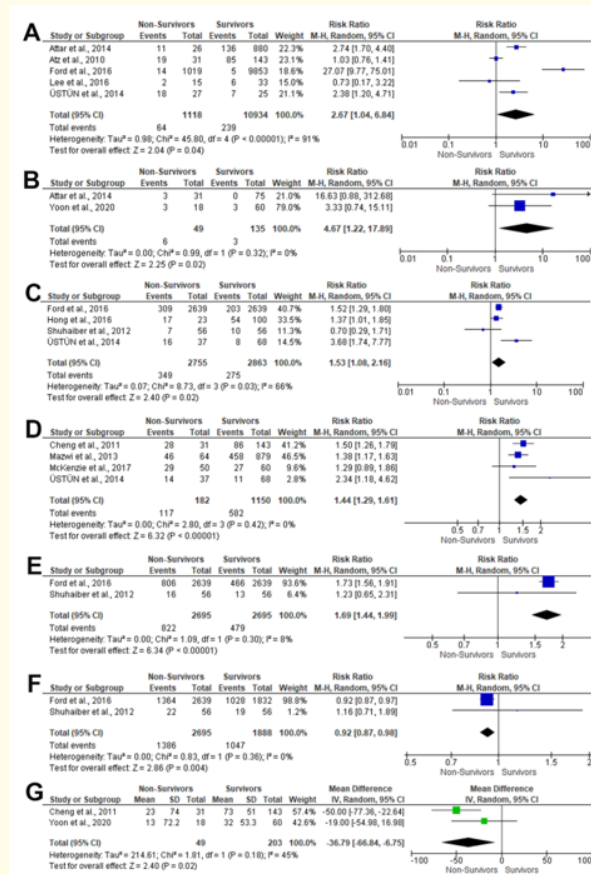 A
Non-Survivors Survivors Risk Ratio Risk Ratio
Study or Subgroup Events Total Events Total Weight M-H, Random, 95% CI M-H, Random, 95% CI
Attar et al., 2014 11 26 136 880 22.3% 2.74 [1.70, 4.40]
Atz et al., 2010 19 31 85 143 24.1% 1.03 [0.76, 1.41]
Ford et al., 2016 14 1019 5 9853 18.6% 27.07 [9.77, 75.01]
Lee et al., 2016 2 15 6 33 15.1% 0.73 [0.17, 3.22]
ÜSTÜN et al., 2014 18 27 7 25 20.0% 2.38 [1.20, 4.71]
Total (95% CI) 1118 10934 100.0% 2.67 [1.04, 6.84]
Total events 64 239
Heterogeneity: Tau² = 0.98; Chi² = 45.80, df = 4 (P < 0.00001); I² = 91%
Test for overall effect: Z = 2.04 (P = 0.04)
0.01 0.1 1 10 100
Non-Survivors Survivors
B
Non-Survivors Survivors Risk Ratio Risk Ratio
Study or Subgroup Events Total Events Total Weight M-H, Random, 95% CI M-H, Random, 95% CI
Attar et al., 2014 3 31 0 75 21.0% 16.63 [0.88, 312.68]
Yoon et al., 2020 3 18 3 60 79.0% 3.33 [0.74, 15.11]
Total (95% CI) 49 135 100.0% 4.67 [1.22, 17.89]
Total events 6 3
Heterogeneity: Tau² = 0.00; Chi² = 0.99, df = 1 (P = 0.32); I² = 0%
Test for overall effect: Z = 2.25 (P = 0.02)
0.01 0.1 1 10 100
Non-Survivors Survivors
C
Non-Survivors Survivors Risk Ratio Risk Ratio
Study or Subgroup Events Total Events Total Weight M-H, Random, 95% CI M-H, Random, 95% CI
Ford et al., 2016 309 2639 203 2639 40.7% 1.52 [1.29, 1.80]
Hong et al., 2016 17 23 54 100 33.5% 1.37 [1.01, 1.85]
Shuhaiber et al., 2012 7 56 10 56 11.3% 0.70 [0.29, 1.71]
ÜSTÜN et al., 2014 16 37 8 68 14.5% 3.68 [1.74, 7.77]
Total (95% CI) 2755 2863 100.0% 1.53 [1.08, 2.16]
Total events 349 275
Heterogeneity: Tau² = 0.07; Chi² = 8.73, df = 3 (P = 0.03); I² = 66%
Test for overall effect: Z = 2.40 (P = 0.02)
0.01 0.1 1 10 100
Non-Survivors Survivors
D
Non-Survivors Survivors Risk Ratio Risk Ratio
Study or Subgroup Events Total Events Total Weight M-H, Random, 95% CI M-H, Random, 95% CI
Cheng et al., 2011 28 31 86 143 41.2% 1.50 [1.26, 1.79]
Mazwi et al., 2013 46 64 458 879 46.5% 1.38 [1.17, 1.63]
McKenzie et al., 2017 29 50 27 60 9.0% 1.29 [0.89, 1.86]
ÜSTÜN et al., 2014 14 37 11 68 2.5% 2.34 [1.18, 4.62]
Total (95% CI) 182 1150 100.0% 1.44 [1.29, 1.61]
Total events 117 582
Heterogeneity: Tau² = 0.00; Chi² = 2.80, df = 3 (P = 0.42); I² = 0%
Test for overall effect: Z = 6.32 (P < 0.00001)
0.5 0.7 1 1.5 2
Non-Survivors Survivors
E
Non-Survivors Survivors Risk Ratio Risk Ratio
Study or Subgroup Events Total Events Total Weight M-H, Random, 95% CI M-H, Random, 95% CI
Ford et al., 2016 806 2639 466 2639 93.6% 1.73 [1.56, 1.91]
Shuhaiber et al., 2012 16 56 13 56 6.4% 1.23 [0.65, 2.31]
Total (95% CI) 2695 2695 100.0% 1.69 [1.44, 1.99]
Total events 822 479
Heterogeneity: Tau² = 0.00; Chi² = 1.09, df = 1 (P = 0.30); I² = 8%
Test for overall effect: Z = 6.34 (P < 0.00001)
0.5 0.7 1 1.5 2
Non-Survivors Survivors
F
Non-Survivors Survivors Risk Ratio Risk Ratio
Study or Subgroup Events Total Events Total Weight M-H, Random, 95% CI M-H, Random, 95% CI
Ford et al., 2016 1364 2639 1028 1832 98.8% 0.92 [0.87, 0.97]
Shuhaiber et al., 2012 22 56 19 56 1.2% 1.16 [0.71, 1.89]
Total (95% CI) 2695 1888 100.0% 0.92 [0.87, 0.98]
Total events 1386 1047
Heterogeneity: Tau² = 0.00; Chi² = 0.83, df = 1 (P = 0.36); I² = 0%
Test for overall effect: Z = 2.86 (P = 0.004)
0.5 0.7 1 1.5 2
Non-Survivors Survivors
G
Non-Survivors Survivors Mean Difference Mean Difference
Study or Subgroup Mean SD Total Mean SD Total Weight IV, Random, 95% CI IV, Random, 95% CI
Cheng et al., 2011 23 74 31 73 51 143 57.4% -50.00 [-77.36, -22.64]
Yoon et al., 2020 13 72.2 18 32 53.3 60 42.6% -19.00 [-54.98, 16.98]
Total (95% CI) 49 203 100.0% -36.79 [-66.84, -6.75]
Heterogeneity: Tau² = 214.61; Chi² = 1.81, df = 1 (P = 0.18); I² = 45%
Test for overall effect: Z = 2.40 (P = 0.02)
-100 -50 0 50 100
Non-Survivors Survivors